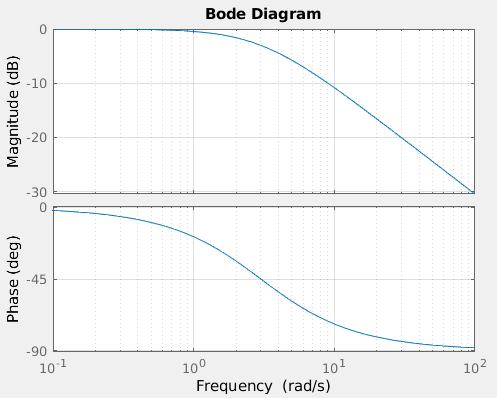 Bode Diagram
Magnitude (dB)
0
-10
-20
-30
Phase (deg)
0
-45
-90
10^-1 10^0 10^1 10^2
Frequency (rad/s)